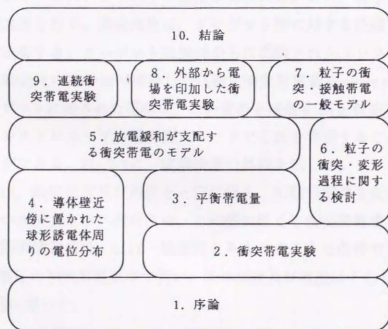 10. 結論
9. 連続衝
突帯電実験
8. 外部から電
場を印加した衝
突帯電実験
7. 粒子の衝
突・接触帯電
の一般モデル
5. 放電緩和が支配す
る衝突帯電のモデル
6. 粒子の
衝突・変形
過程に関す
る検討
4. 導体壁近
傍に置かれた
球形誘電体周
りの電位分布
3. 平衡帯電量
2. 衝突帯電実験
1. 序論